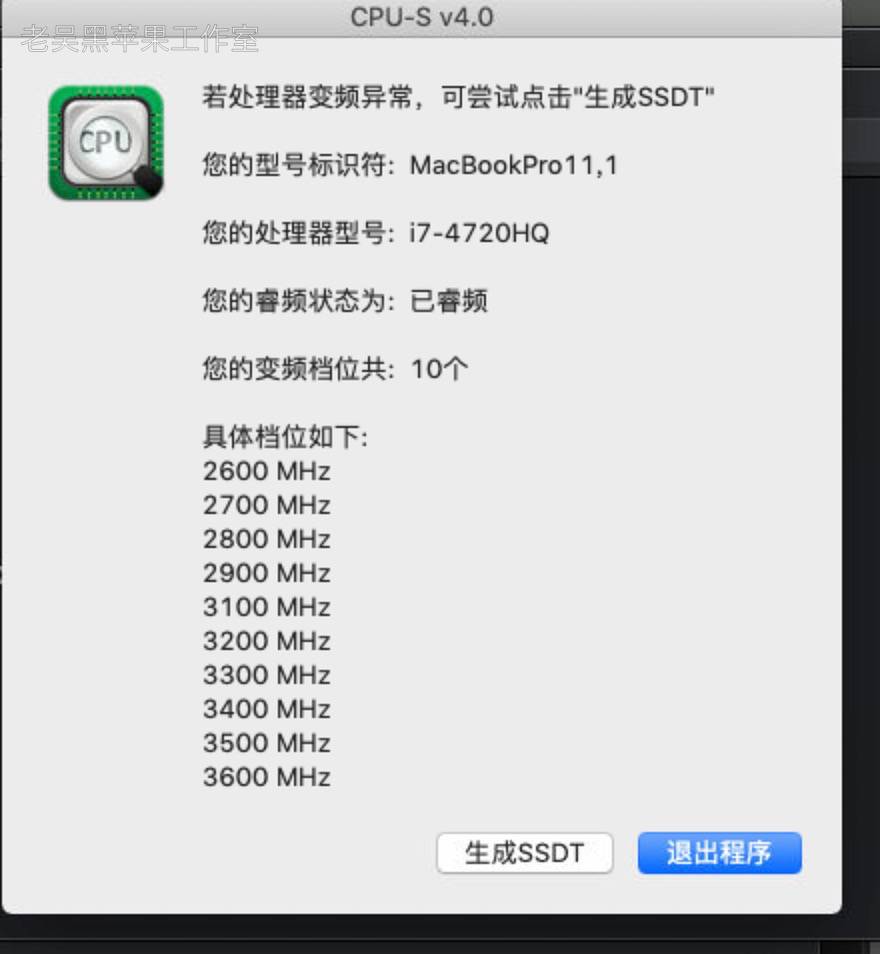 CPU-S v4.0
老吴黑苹果工作室
CPU
若处理器变频异常，可尝试点击"生成SSDT"
您的型号标识符: MacBookPro11,1
您的处理器型号: i7-4720HQ
您的睿频状态为: 已睿频
您的变频档位共: 10个
具体档位如下:
2600 MHz
2700 MHz
2800 MHz
2900 MHz
3100 MHz
3200 MHz
3300 MHz
3400 MHz
3500 MHz
3600 MHz
生成SSDT
退出程序